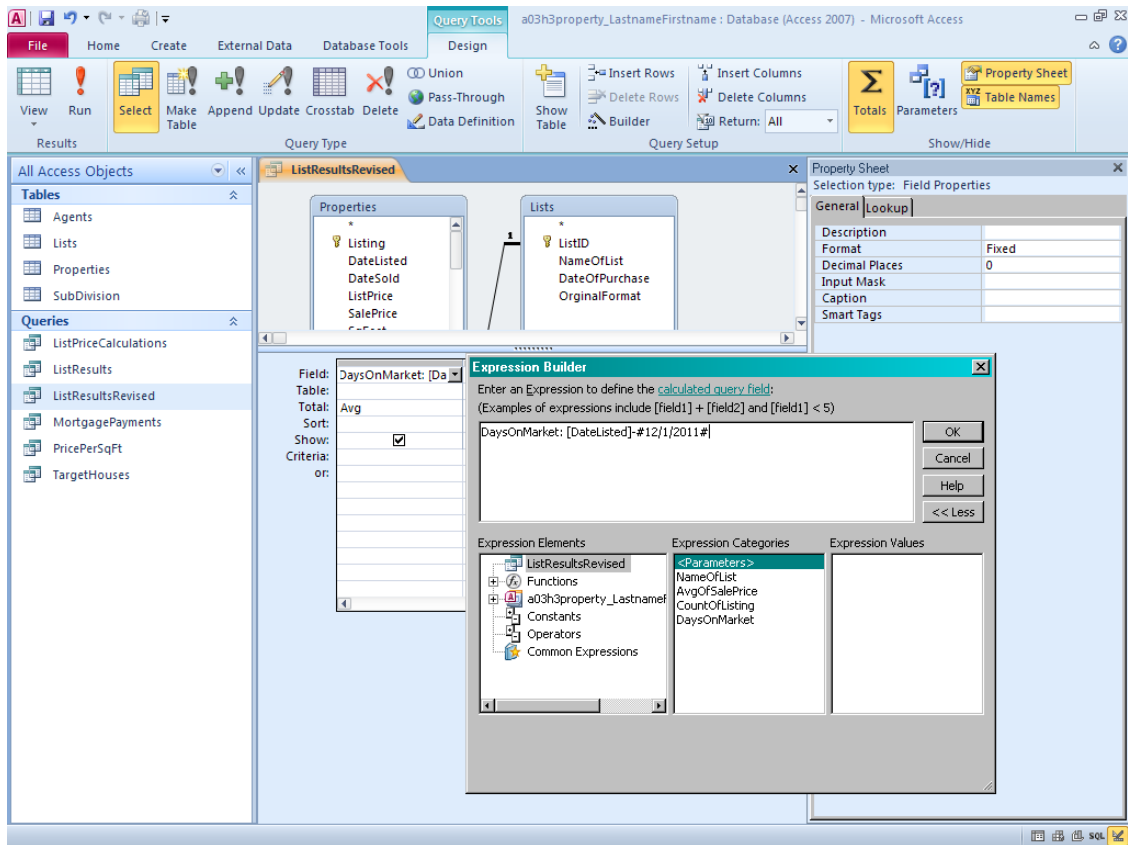 A
Query Tools
a03h3property_LastnameFirstname : Database (Access 2007) - Microsoft Access
File Home Create External Data Database Tools Design
View Run Select Make Table Append Update Crosstab Delete
Union
Pass-Through
Data Definition
Show Table
Insert Rows
Delete Rows
Builder
Insert Columns
Delete Columns
Return: All
Totals Parameters
Property Sheet
Table Names
Results Query Type Query Setup Show/Hide
All Access Objects
Tables
Agents
Lists
Properties
SubDivision
Queries
ListPriceCalculations
ListResults
ListResultsRevised
MortgagePayments
PricePerSqFt
TargetHouses
ListResultsRevised
Properties
*
Listing
DateListed
DateSold
ListPrice
SalePrice
SqFeet
1
Lists
*
ListID
NameOfList
DateOfPurchase
OrginalFormat
Field: DaysOnMarket: [Da
Table:
Total: Avg
Sort:
Show:
Criteria:
or:
Property Sheet
Selection type: Field Properties
General Lookup
Description
Format Fixed
Decimal Places 0
Input Mask
Caption
Smart Tags
Expression Builder
Enter an Expression to define the calculated query field:
(Examples of expressions include [field1] + [field2] and [field1] < 5)
DaysOnMarket: [DateListed]-#12/1/2011#
OK
Cancel
Help
<< Less
Expression Elements
ListResultsRevised
Functions
a03h3property_Lastnamef
Constants
Operators
Common Expressions
Expression Categories
<Parameters>
NameOfList
AvgOfSalePrice
CountOfListing
DaysOnMarket
Expression Values
SQL